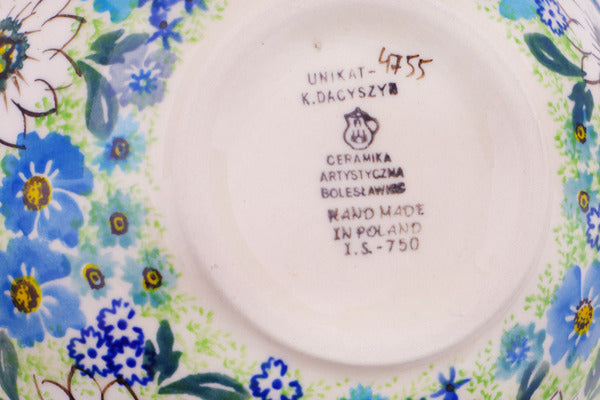 UNIKAT-4755
K.DACYSZYN
CERAMIKA
ARTYSTYCZNA
BOLESŁAWIEC
HAND MADE
IN POLAND
I.S.-750